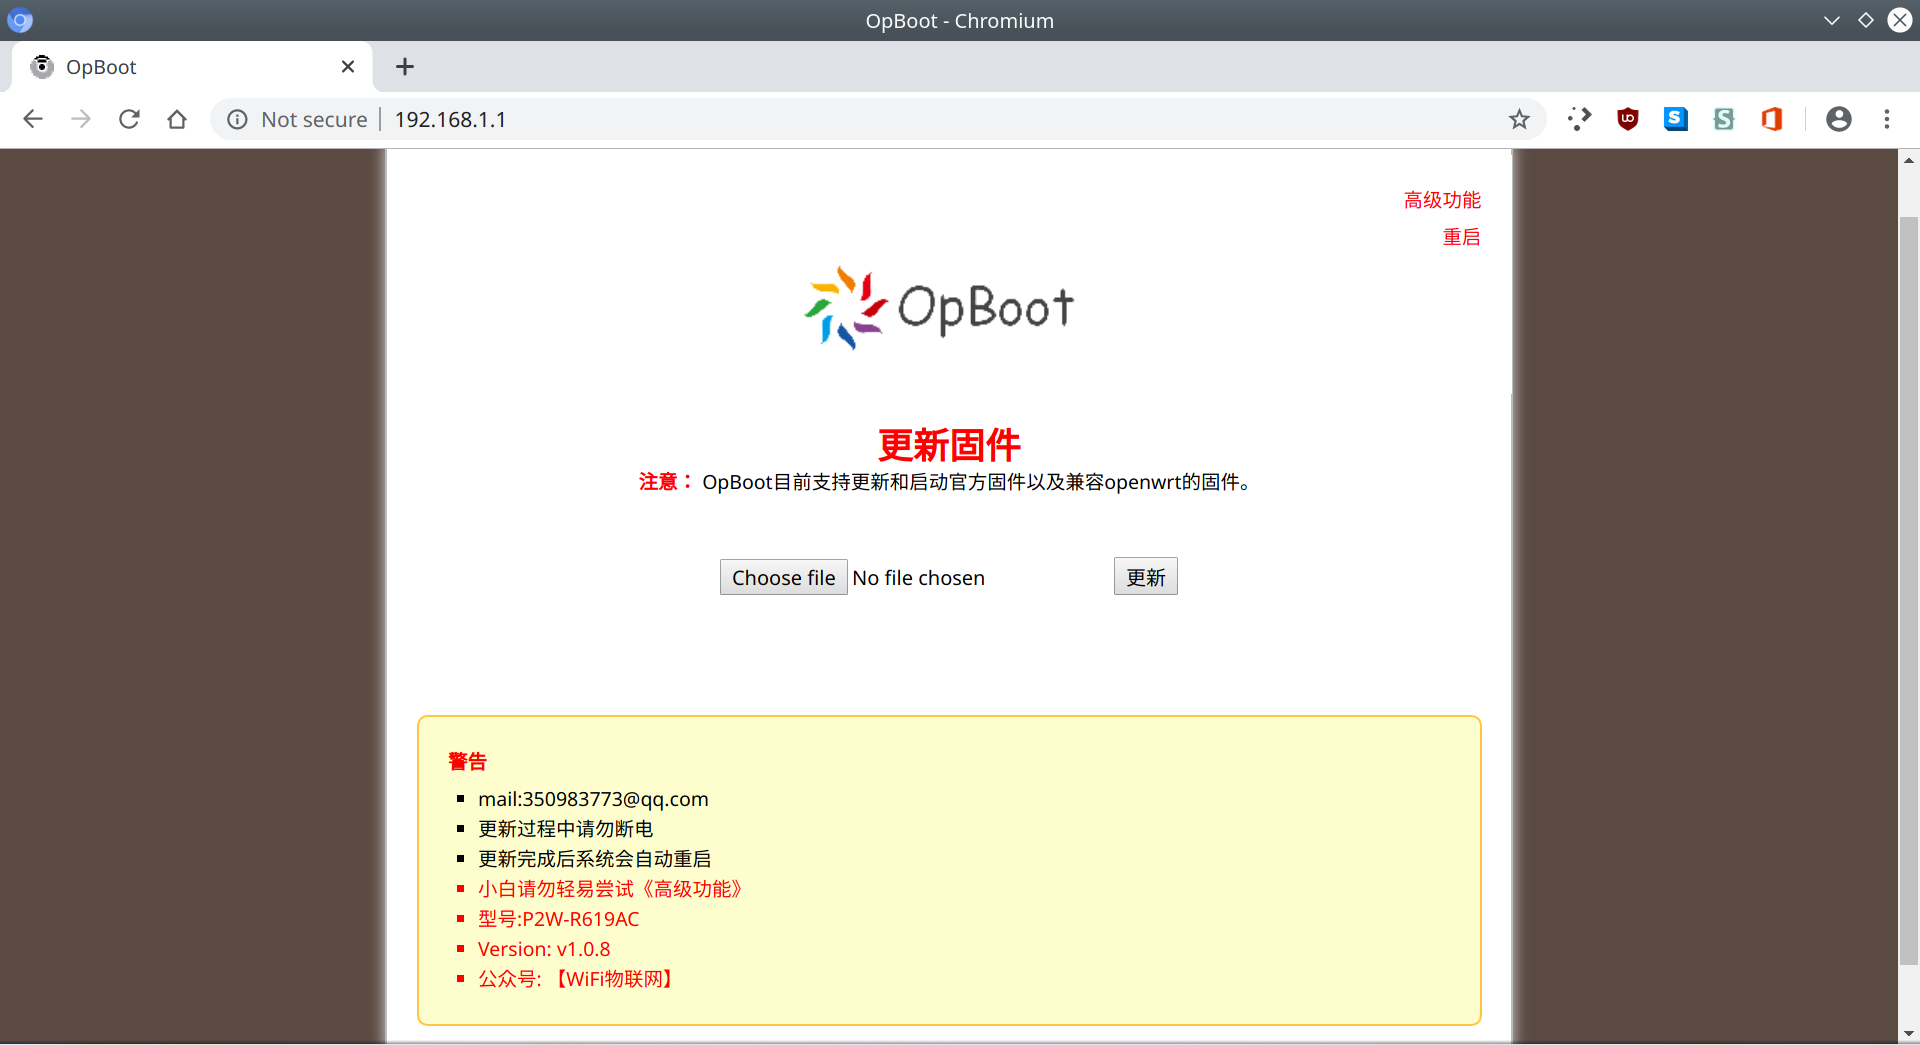 OpBoot - Chromium
OpBoot
Not secure
192.168.1.1
高级功能
重启
OpBoot
更新固件
注意： OpBoot目前支持更新和启动官方固件以及兼容openwrt的固件。
Choose file No file chosen 更新
警告
mail:350983773@qq.com
更新过程中请勿断电
更新完成后系统会自动重启
小白请勿轻易尝试《高级功能》
型号:P2W-R619AC
Version: v1.0.8
公众号: 【WiFi物联网】